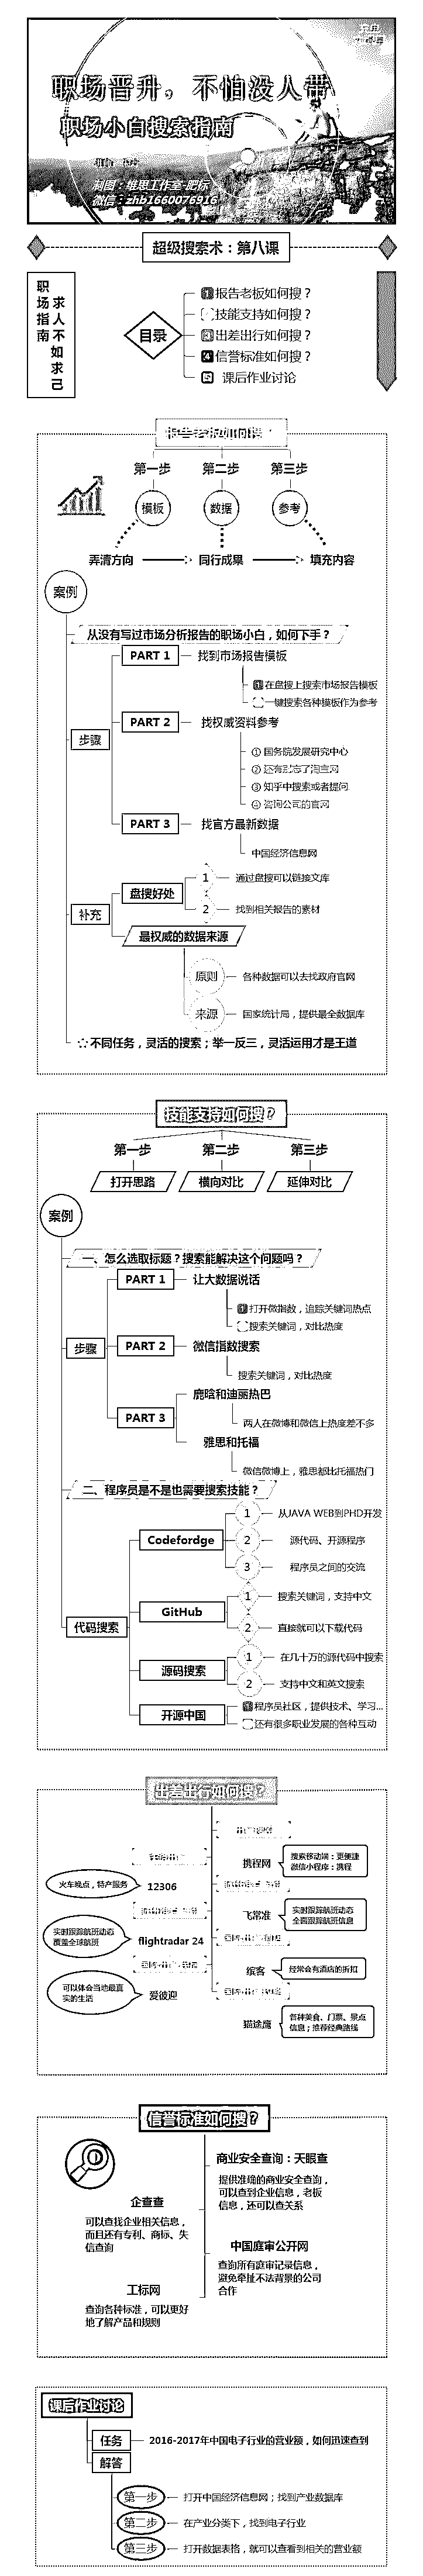 职场晋升，不怕没人带
职场小白搜索指南
制图：维思工作室-肥标
微信：zhb1660076916
超级搜索术：第八课
职场指南
求人不如求己
目录
1 报告老板如何搜？
技能支持如何搜？
3 出差出行如何搜？
4 信誉标准如何搜？
5 课后作业讨论
报告老板如何搜？
第一步
第二步
第三步
模板
数据
参考
弄清方向
同行成果
填充内容
案例
从没有写过市场分析报告的职场小白，如何下手？
步骤
PART 1
找到市场报告模板
在盘搜上搜索市场报告模板
一键搜索各种模板作为参考
PART 2
找权威资料参考
① 国务院发展研究中心
② 还有别忘了淘宝网
③ 知乎中搜索或者提问
④ 咨询公司的官网
PART 3
找官方最新数据
中国经济信息网
补充
盘搜好处
1 通过盘搜可以链接文库
2 找到相关报告的素材
最权威的数据来源
原则
各种数据可以去找政府官网
来源
国家统计局，提供最全数据库
不同任务，灵活的搜索；举一反三，灵活运用才是王道
技能支持如何搜？
第一步
第二步
第三步
打开思路
横向对比
延伸对比
案例
一、怎么选取标题？搜索能解决这个问题吗？
步骤
PART 1
让大数据说话
打开微指数，追踪关键词热点
搜索关键词，对比热度
PART 2
微信指数搜索
搜索关键词，对比热度
PART 3
鹿晗和迪丽热巴
两人在微博和微信上热度差不多
雅思和托福
微信微博上，雅思都比托福热门
二、程序员是不是也需要搜索技能？
代码搜索
Codefordge
1 从JAVA WEB到PHD开发
2 源代码、开源程序
3 程序员之间的交流
GitHub
1 搜索关键词，支持中文
2 直接就可以下载代码
源码搜索
1 在几十万的源代码中搜索
2 支持中文和英文搜索
开源中国
程序员社区，提供技术、学习...
还有很多职业发展的各种互动
出差出行如何搜？
携程网
搜索移动端：更便捷
微信小程序：携程
火车晚点，特产服务
12306
飞常准
实时跟踪航班动态
全面跟踪航班信息
实时跟踪航班动态
覆盖全球航班
flightradar 24
缤客
经常会有酒店的折扣
可以体会当地最真
实的生活
爱彼迎
猫途鹰
各种美食、门票、景点
信息；推荐经典路线
信誉标准如何搜？
商业安全查询：天眼查
提供准确的商业安全查询，
可以查到企业信息，老板
信息，还可以查关系
企查查
可以查找企业相关信息，
而且还有专利、商标、失
信查询
中国庭审公开网
查询所有庭审记录信息，
避免牵扯不法背景的公司
合作
工标网
查询各种标准，可以更好
地了解产品和规则
课后作业讨论
任务
2016-2017年中国电子行业的营业额，如何迅速查到
解答
第一步
打开中国经济信息网；找到产业数据库
第二步
在产业分类下，找到电子行业
第三步
打开数据表格，就可以查看到相关的营业额